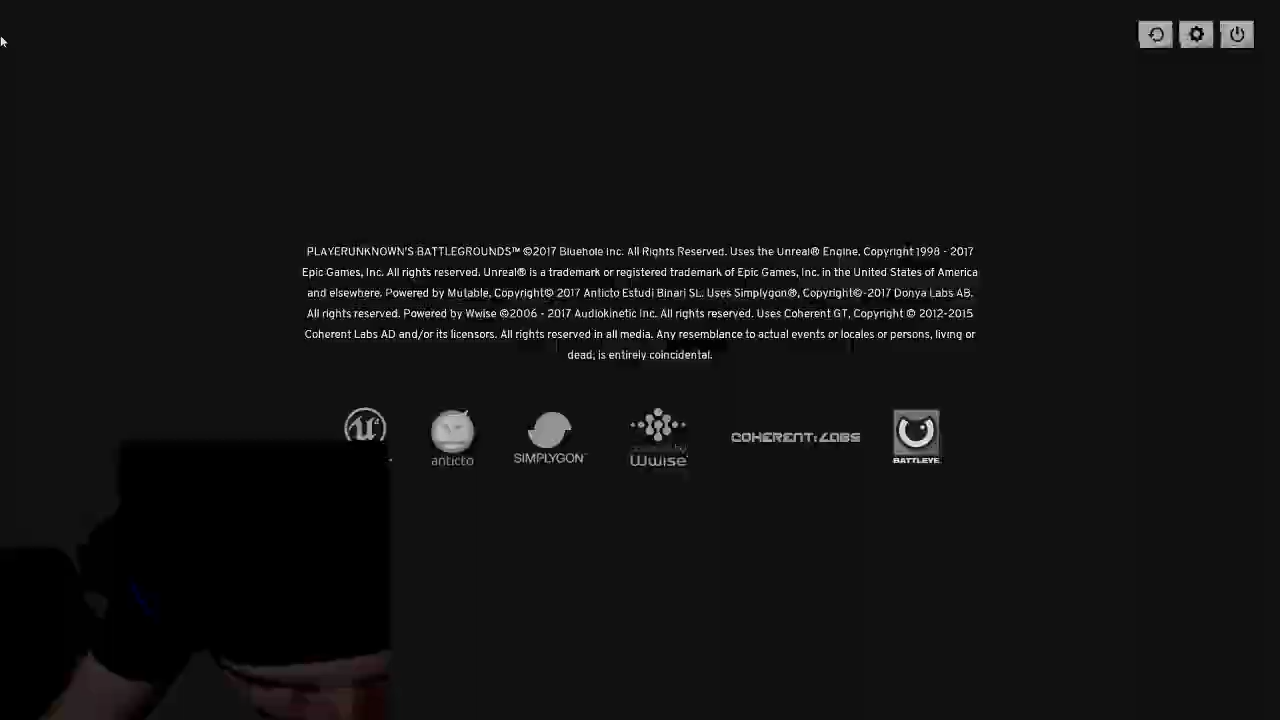 PLAYERUNKNOWN'S BATTLEGROUNDS™ ©2017 Bluehole Inc. All Rights Reserved. Uses the Unreal® Engine. Copyright 1998 - 2017
Epic Games, Inc. All rights reserved. Unreal® is a trademark or registered trademark of Epic Games, Inc. in the United States of America
and elsewhere. Powered by Mutable, Copyright© 2017 Anticto Estudi Binari SL. Uses Simplygon®, Copyright©-2017 Donya Labs AB.
All rights reserved. Powered by Wwise ©2006 - 2017 Audiokinetic Inc. All rights reserved. Uses Coherent GT, Copyright © 2012-2015
Coherent Labs AD and/or its licensors. All rights reserved in all media. Any resemblance to actual events or locales or persons, living or
dead, is entirely coincidental.
anticto
SIMPLYGON™
powered by
Wwise
COHERENT:LABS
BATTLEYE